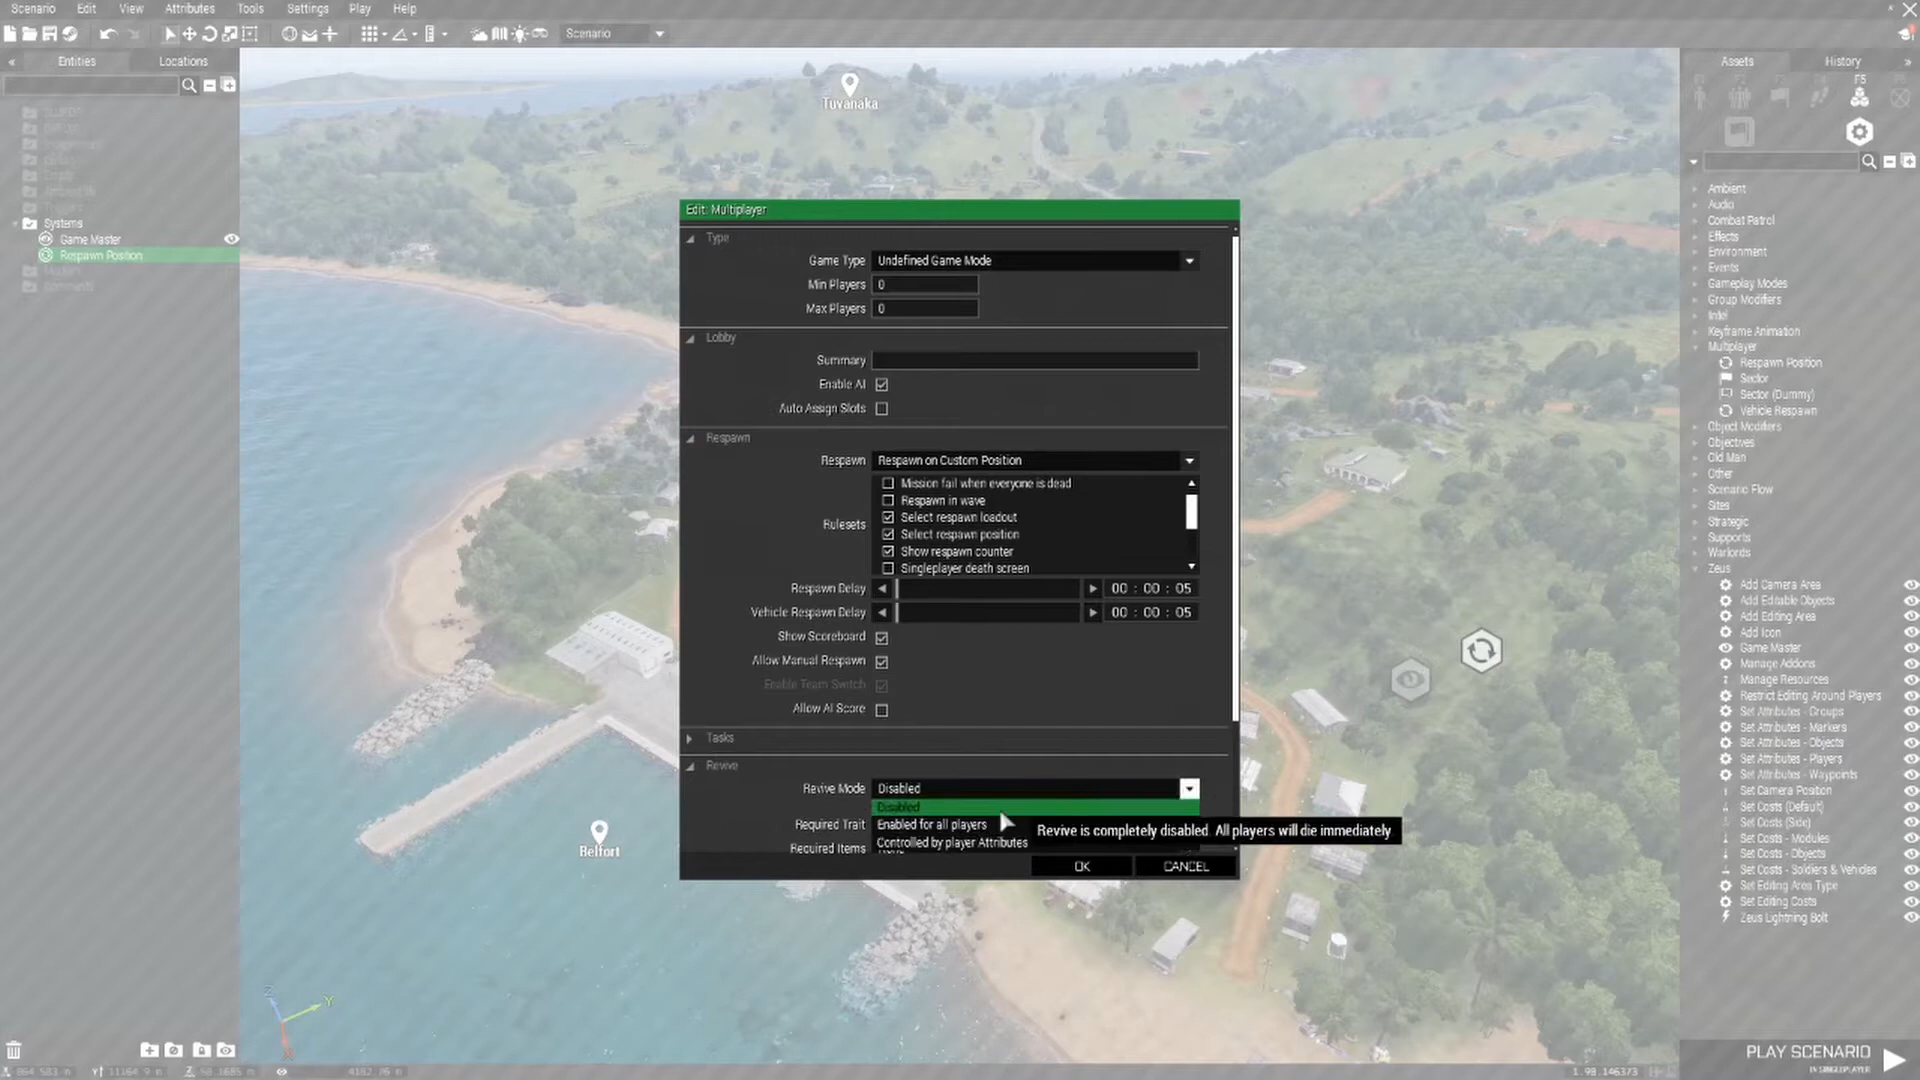 Scenario Edit View Attributes Tools Settings Play Help
Scenario
Entities Locations
Systems
Game Master
Respawn Position
Comments
Tuvanaka
Belfort
Edit: Multiplayer
Type
Game Type Undefined Game Mode
Min Players 0
Max Players 0
Lobby
Summary
Enable AI
Auto Assign Slots
Respawn
Respawn Respawn on Custom Position
Rulesets
Mission fail when everyone is dead
Respawn in wave
Select respawn loadout
Select respawn position
Show respawn counter
Singleplayer death screen
Respawn Delay 00 : 00 : 05
Vehicle Respawn Delay 00 : 00 : 05
Show Scoreboard
Allow Manual Respawn
Enable Team Switch
Allow AI Score
Tasks
Revive
Revive Mode Disabled
Disabled
Required Trait Enabled for all players
Required Items Controlled by player Attributes
Revive is completely disabled. All players will die immediately
OK CANCEL
Assets History
F5
Ambient
Audio
Combat Patrol
Effects
Environment
Events
Gameplay Modes
Group Modifiers
Intel
Keyframe Animation
Multiplayer
Respawn Position
Sector
Sector (Dummy)
Vehicle Respawn
Object Modifiers
Objectives
Old Man
Other
Scenario Flow
Sites
Strategic
Supports
Warlords
Zeus
Add Camera Area
Add Editable Objects
Add Editing Area
Add Icon
Game Master
Manage Addons
Manage Resources
Restrict Editing Around Players
Set Attributes - Groups
Set Attributes - Markers
Set Attributes - Objects
Set Attributes - Players
Set Attributes - Waypoints
Set Camera Position
Set Costs (Default)
Set Costs (Side)
Set Costs - Modules
Set Costs - Objects
Set Costs - Soldiers & Vehicles
Set Editing Area Type
Set Editing Costs
Zeus Lightning Bolt
PLAY SCENARIO
IN SINGLEPLAYER
1.98.146373